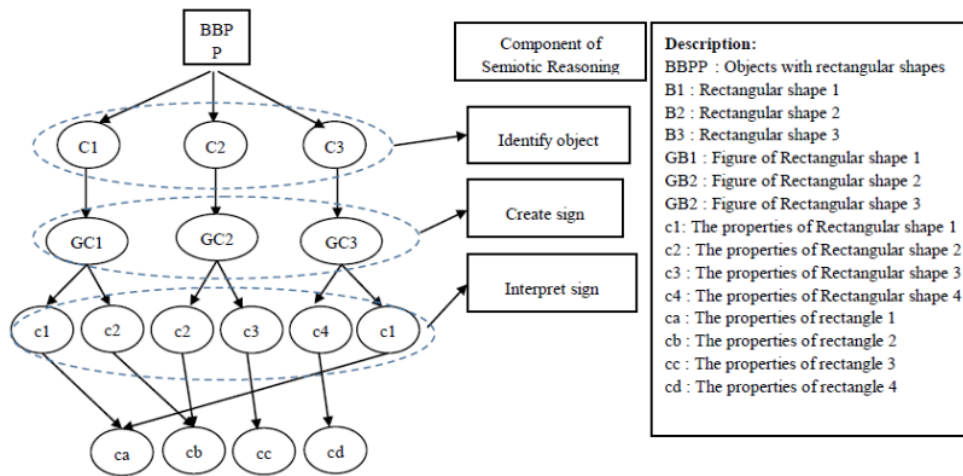 BBP
P
Component of
Semiotic Reasoning
C1
C2
C3
Identify object
GC1
GC2
GC3
Create sign
c1
c2
c2
c3
c4
c1
Interpret sign
ca
cb
cc
cd
Description:
BBPP : Objects with rectangular shapes
B1 : Rectangular shape 1
B2 : Rectangular shape 2
B3 : Rectangular shape 3
GB1 : Figure of Rectangular shape 1
GB2 : Figure of Rectangular shape 2
GB2 : Figure of Rectangular shape 3
c1: The properties of Rectangular shape 1
c2 : The properties of Rectangular shape 2
c3 : The properties of Rectangular shape 3
c4 : The properties of Rectangular shape 4
ca : The properties of rectangle 1
cb : The properties of rectangle 2
cc : The properties of rectangle 3
cd : The properties of rectangle 4